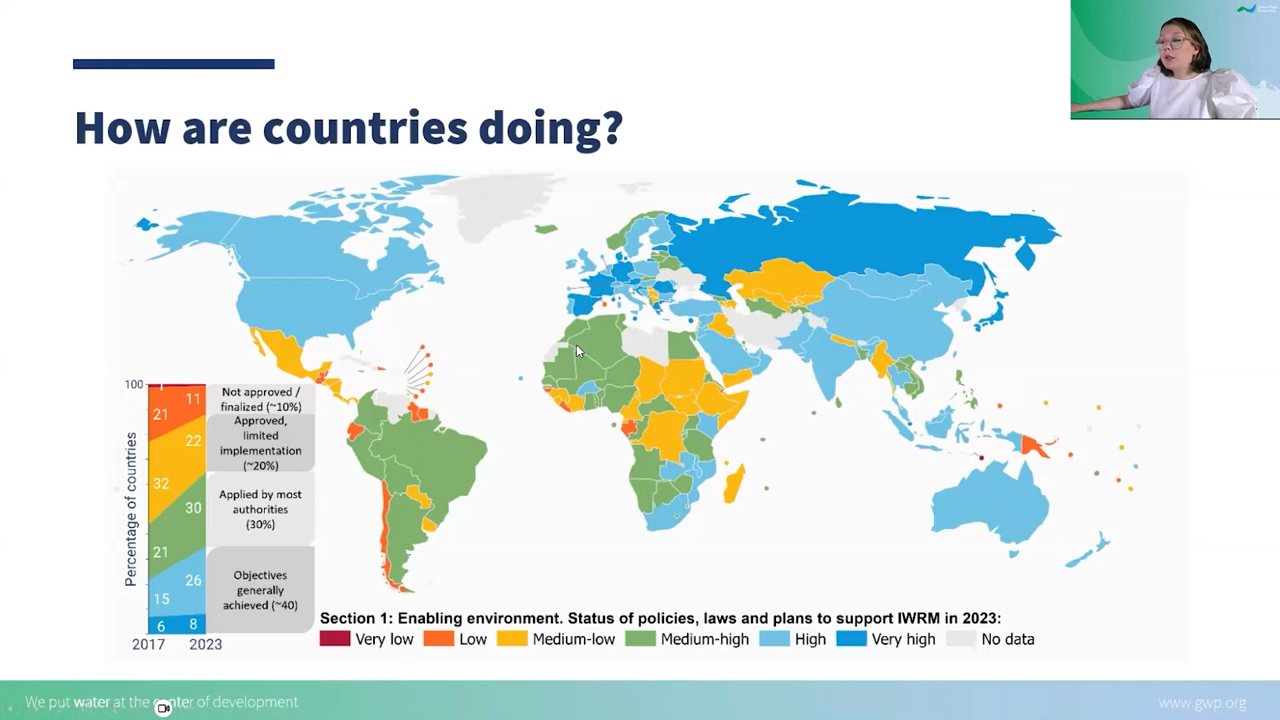 How are countries doing?
100
Percentage of countries
21
32
21
15
6
1
11
22
30
26
8
2017
2023
Not approved /
finalized (~10%)
Approved,
limited
implementation
(~20%)
Applied by most
authorities
(30%)
Objectives
generally
achieved (~40)
Section 1: Enabling environment. Status of policies, laws and plans to support IWRM in 2023:
Very low
Low
Medium-low
Medium-high
High
Very high
No data
We put water at the center of development
www.gwp.org